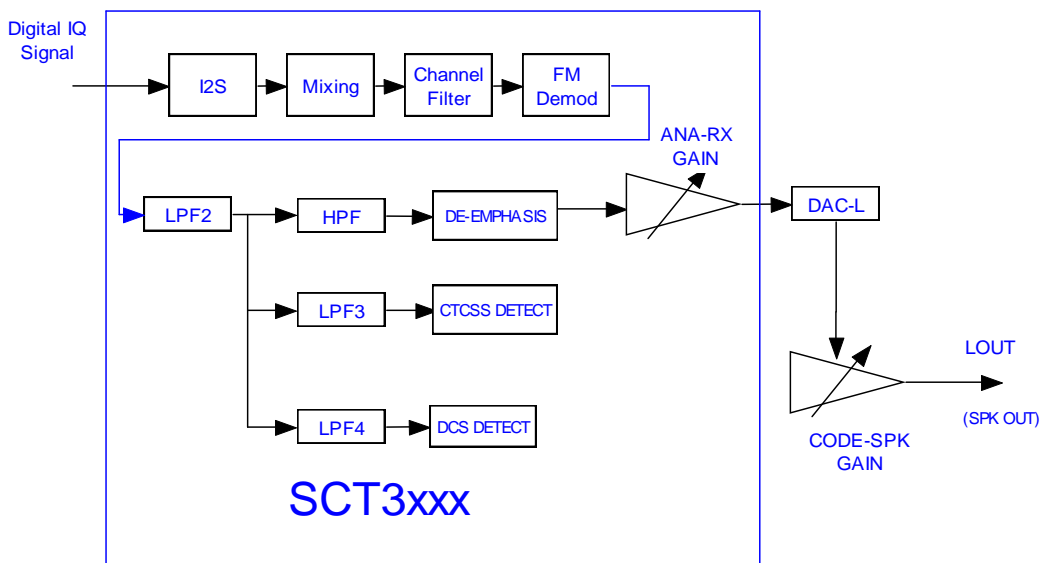 Digital IQ
Signal
I2S
Mixing
Channel
Filter
FM
Demod
ANA-RX
GAIN
LPF2
HPF
DE-EMPHASIS
DAC-L
LPF3
CTCSS DETECT
LPF4
DCS DETECT
LOUT
(SPK OUT)
CODE-SPK
GAIN
SCT3xxx